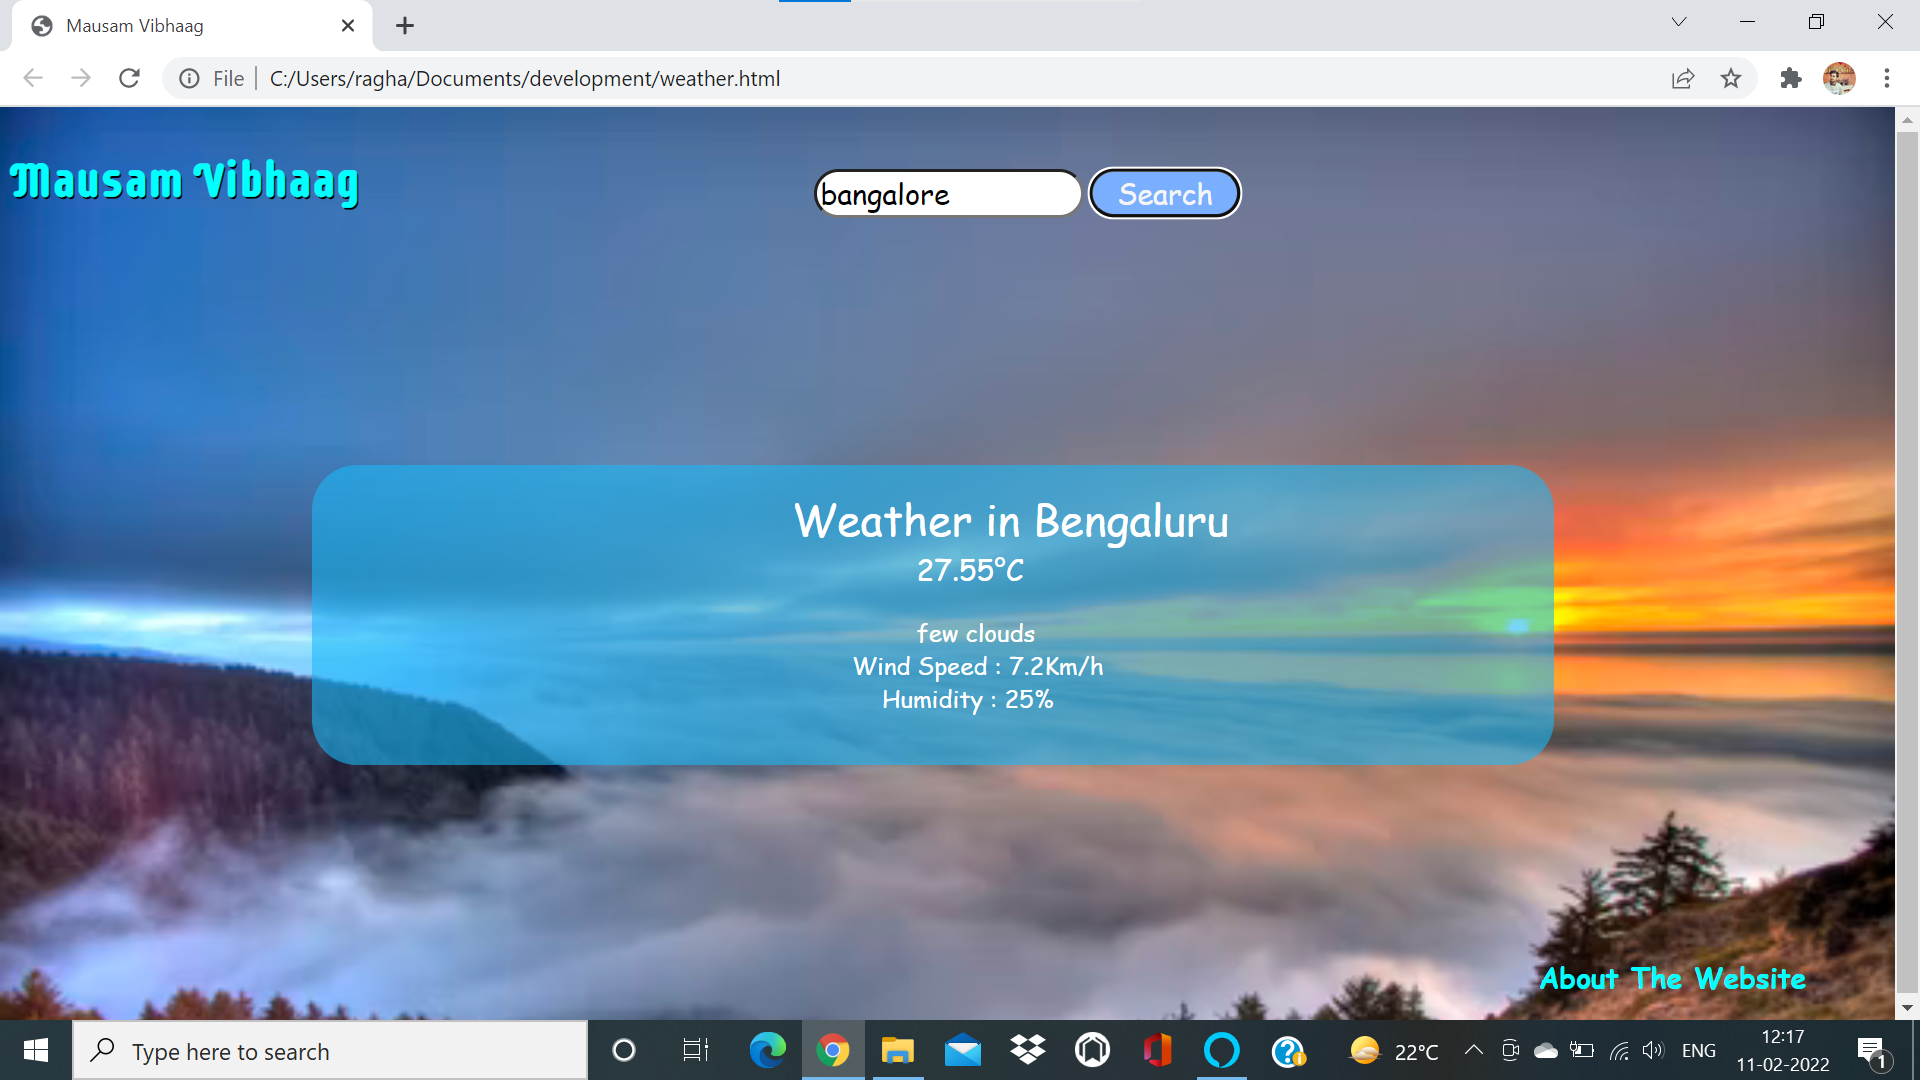 Mausam Vibhaag
File
C:/Users/ragha/Documents/development/weather.html
Mausam Vibhaag
bangalore
Search
Weather in Bengaluru
27.55°C
few clouds
Wind Speed : 7.2Km/h
Humidity : 25%
About The Website
Type here to search
22°C
ENG
12:17
11-02-2022
1